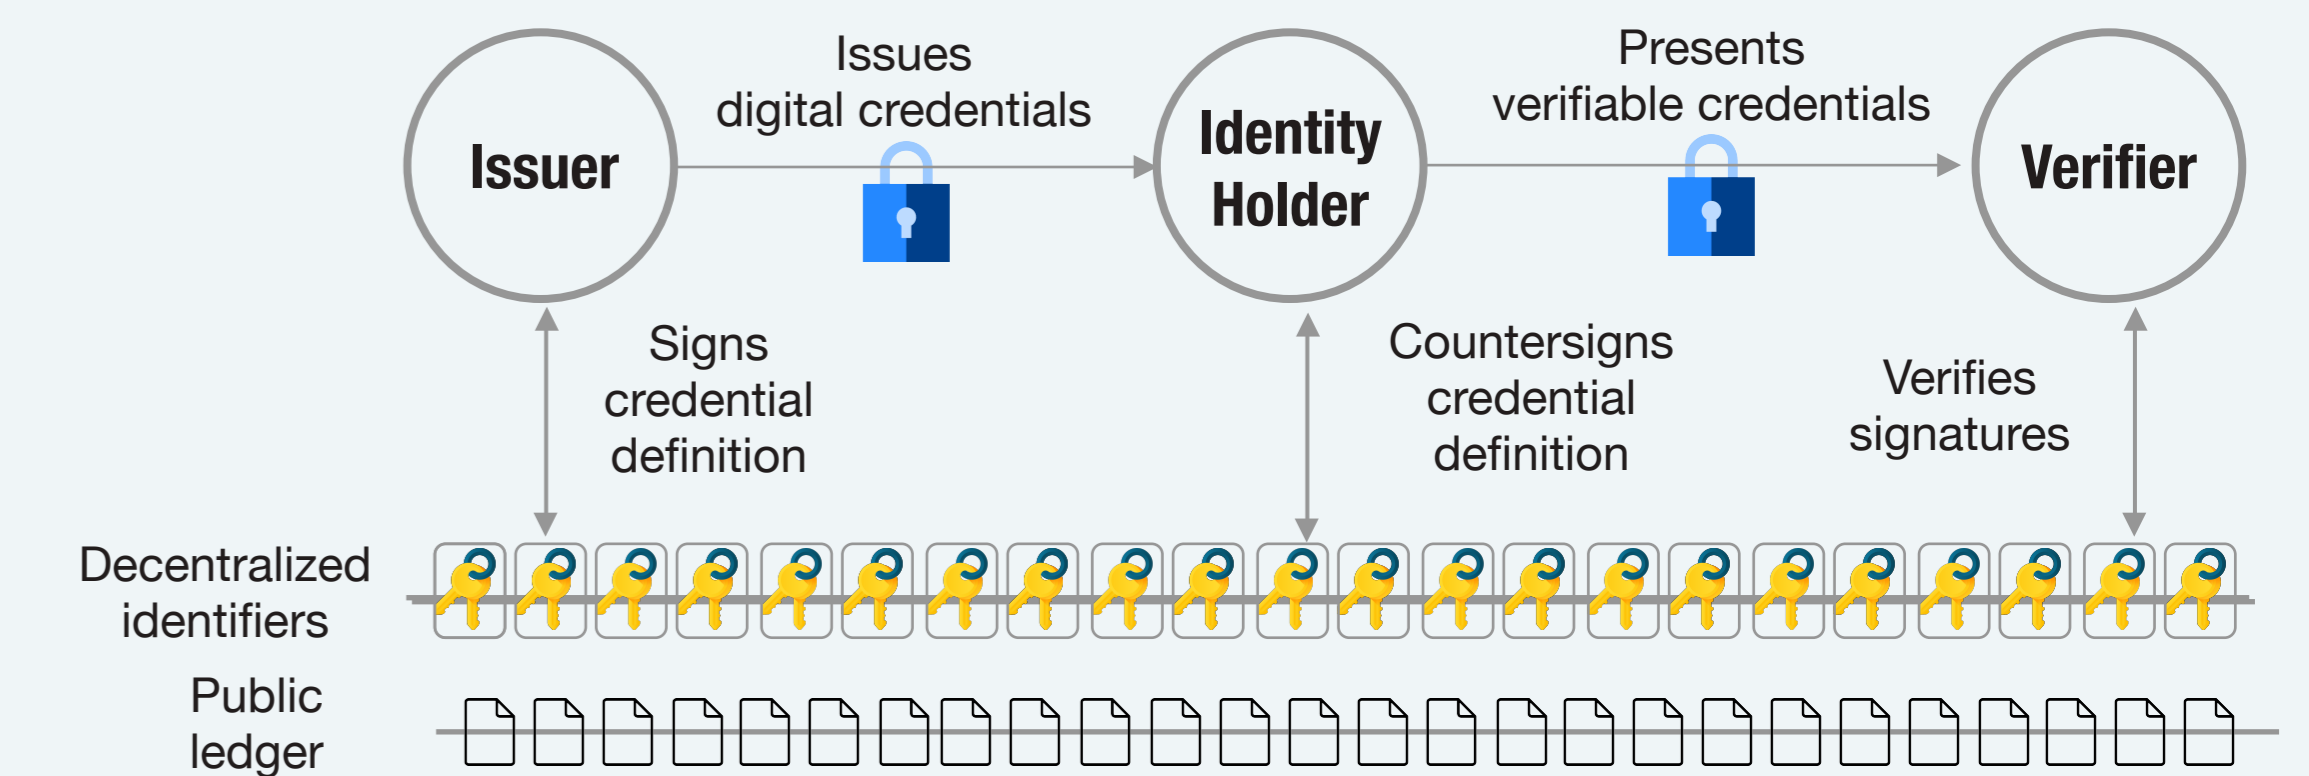 Issuer
Issues
digital credentials
Identity
Holder
Presents
verifiable credentials
Verifier
Signs
credential
definition
Countersigns
credential
definition
Verifies
signatures
Decentralized
identifiers
Public
ledger